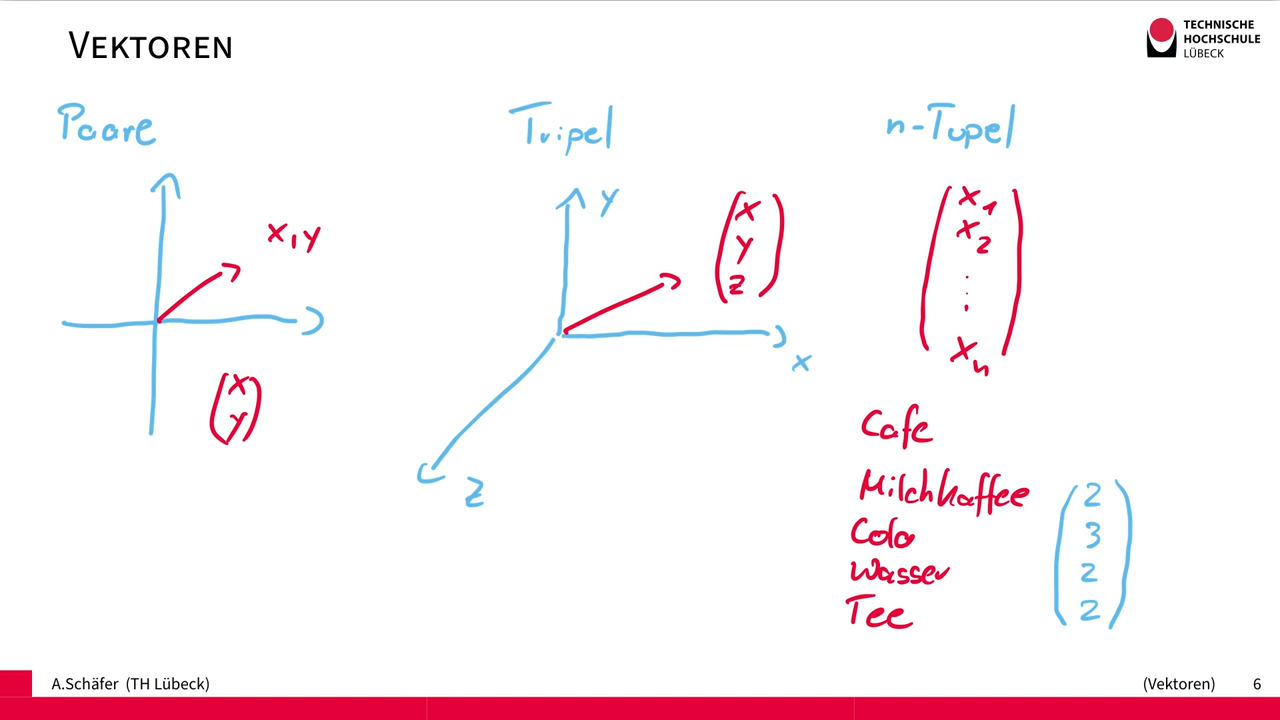 VEKTOREN
TECHNISCHE
HOCHSCHULE
LÜBECK
Paare
x,y
x
y
Tripel
y
x
y
z
x
z
n-Tupel
x1
x2
⋮
xn
Cafe
Milchkaffee 2
Cola 3
Wasser 2
Tee 2
A.Schäfer (TH Lübeck)
(Vektoren) 6